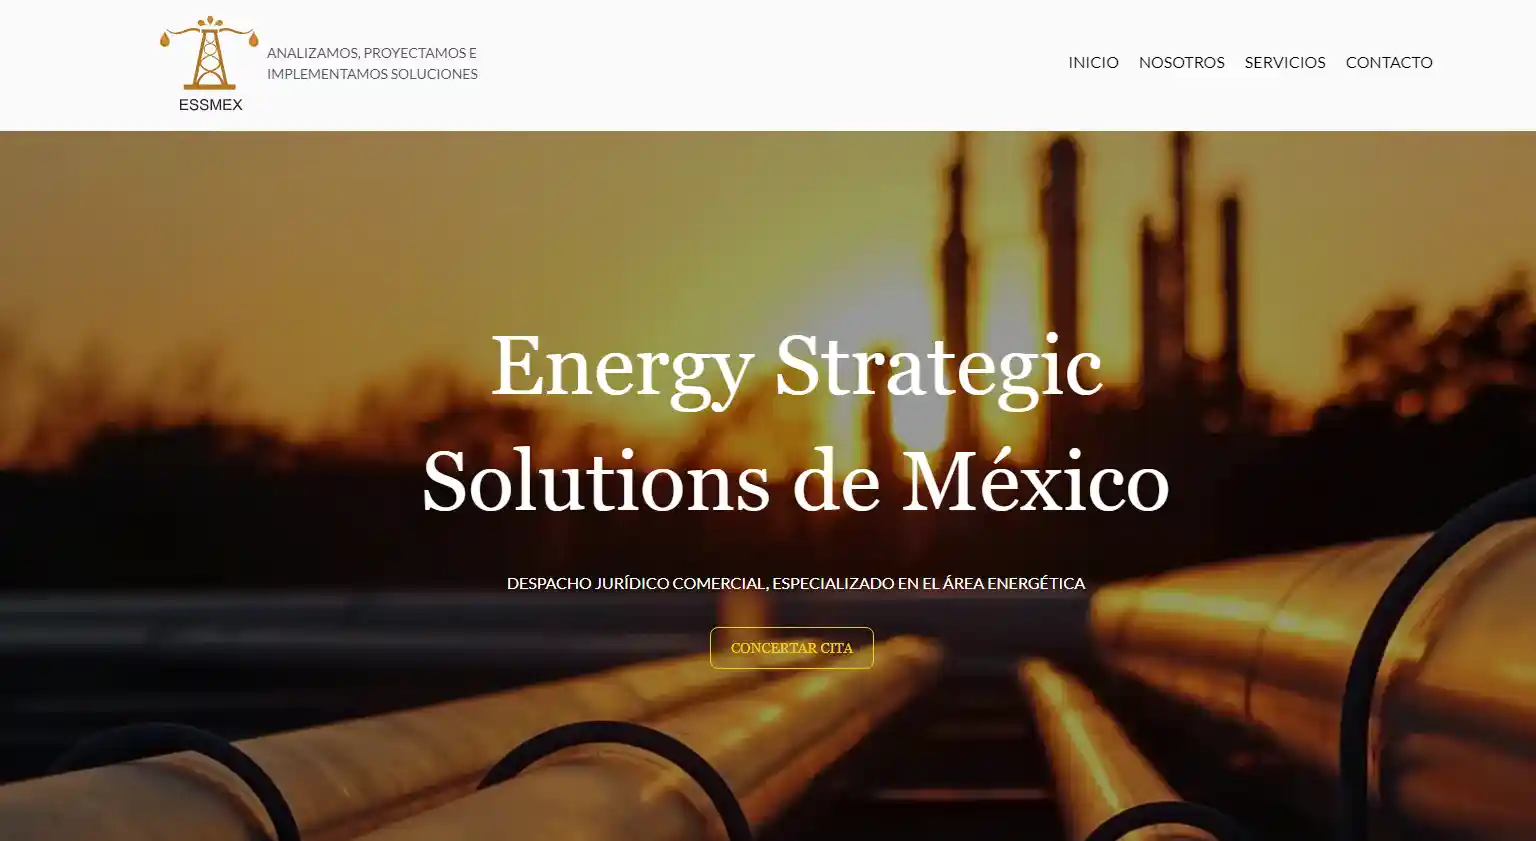 ESSMEX
ANALIZAMOS, PROYECTAMOS E
IMPLEMENTAMOS SOLUCIONES
INICIO NOSOTROS SERVICIOS CONTACTO
Energy Strategic
Solutions de México
DESPACHO JURÍDICO COMERCIAL, ESPECIALIZADO EN EL ÁREA ENERGÉTICA
CONCERTAR CITA